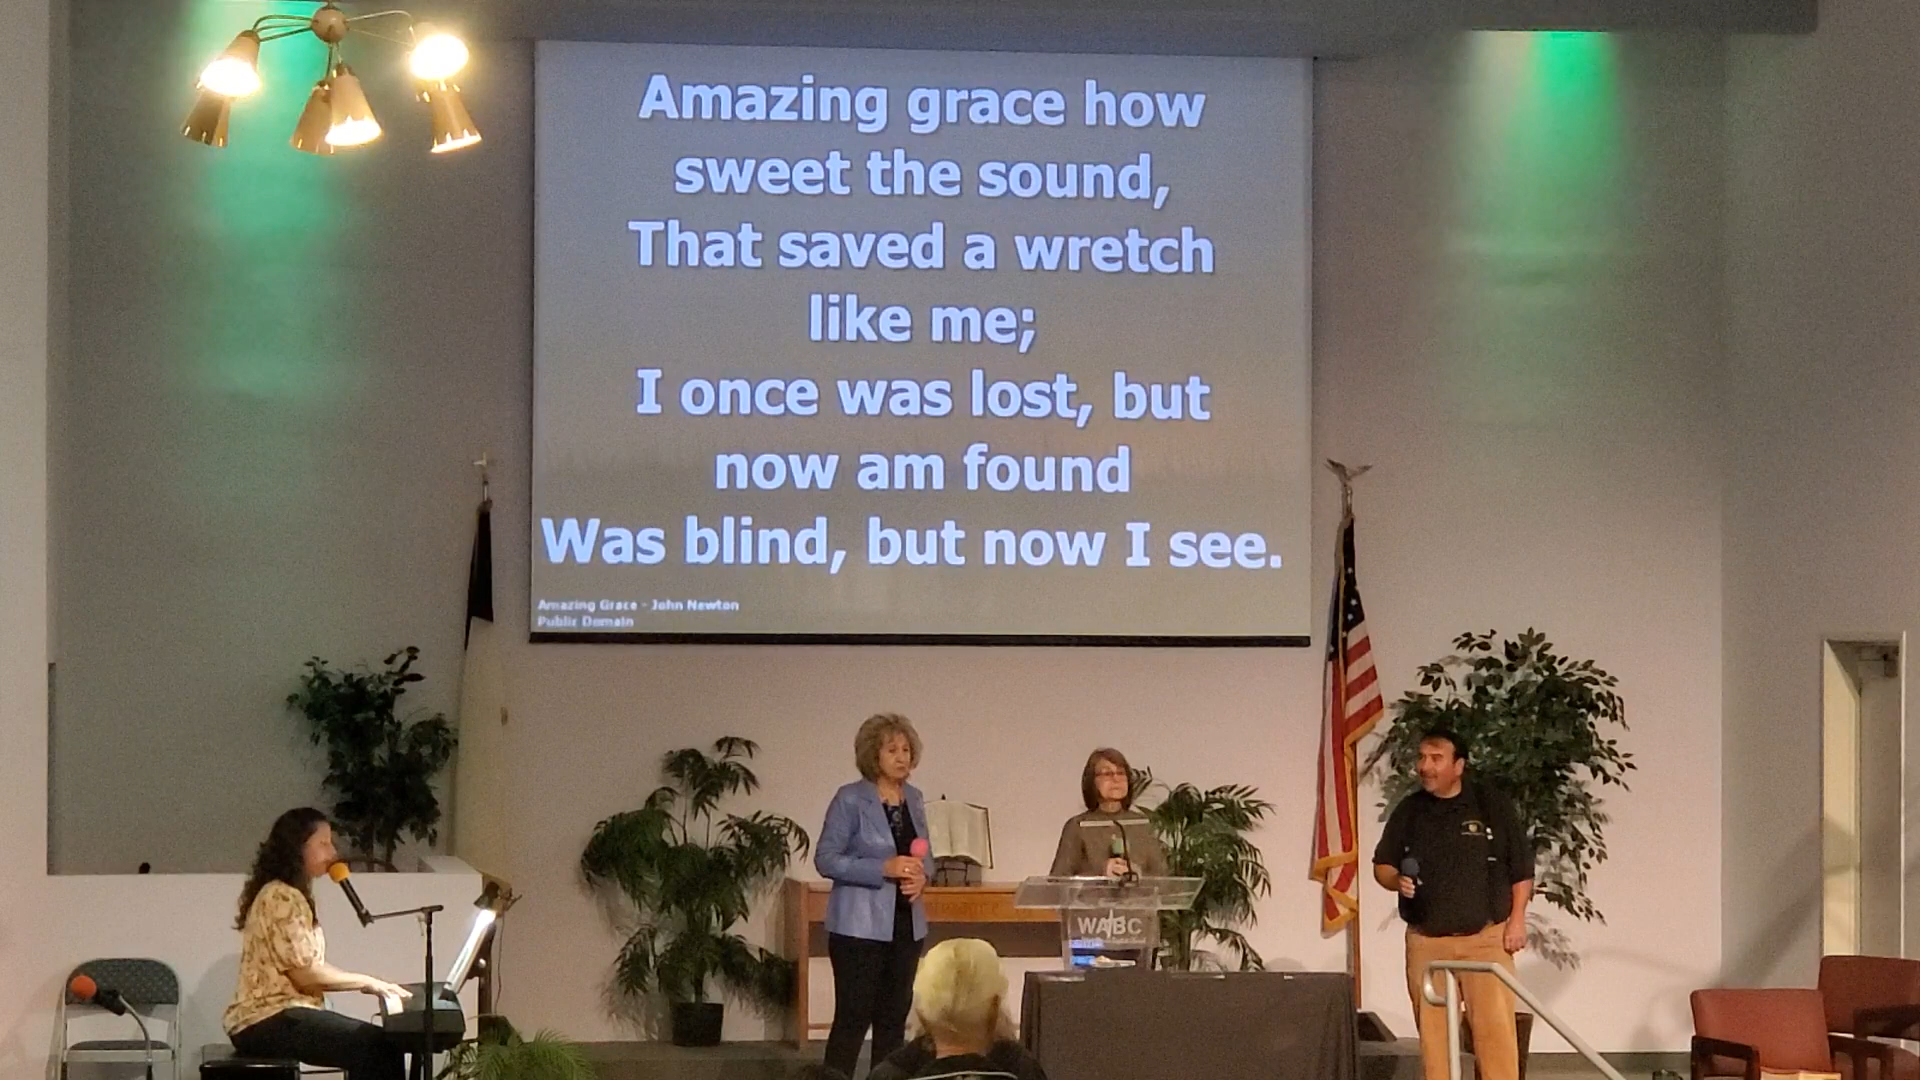 Amazing grace how
sweet the sound,
That saved a wretch
like me;
I once was lost, but
now am found
Was blind, but now I see.
Amazing Grace - John Newton
Public Domain
WABC